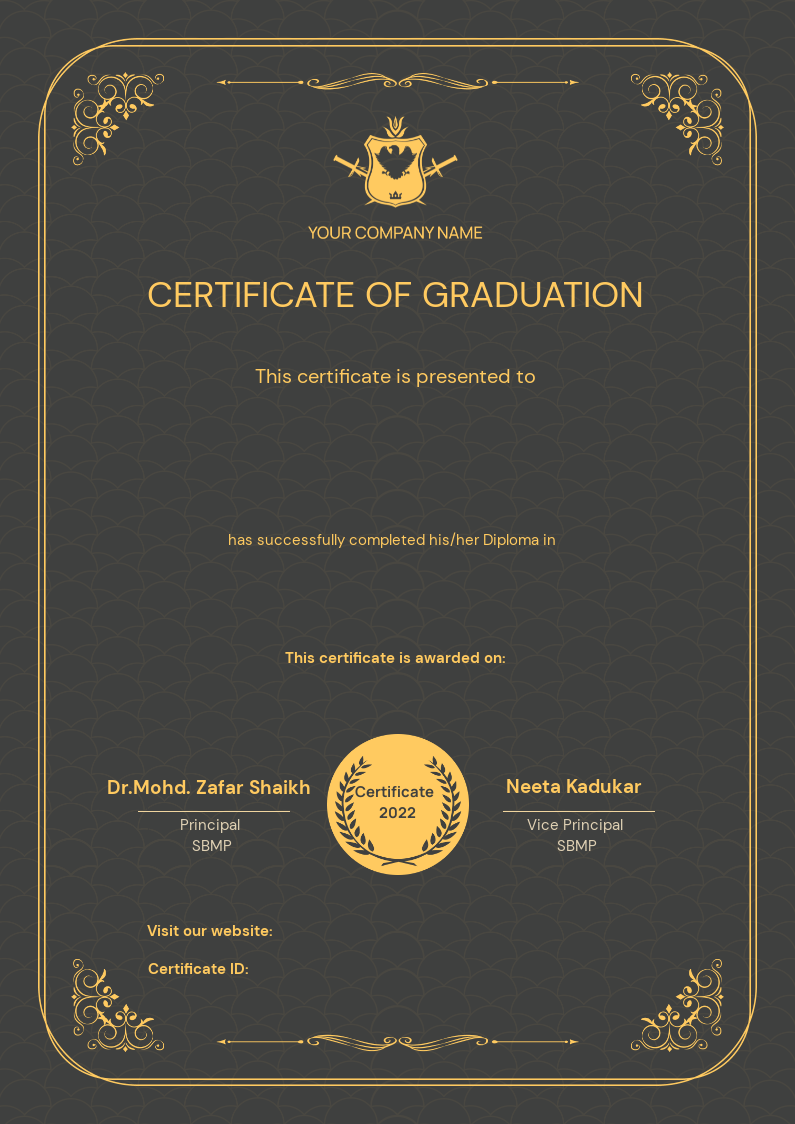 YOUR COMPANY NAME
CERTIFICATE OF GRADUATION
This certificate is presented to
has successfully completed his/her Diploma in
This certificate is awarded on:
Dr.Mohd. Zafar Shaikh
Principal
SBMP
Certificate
2022
Neeta Kadukar
Vice Principal
SBMP
Visit our website:
Certificate ID: